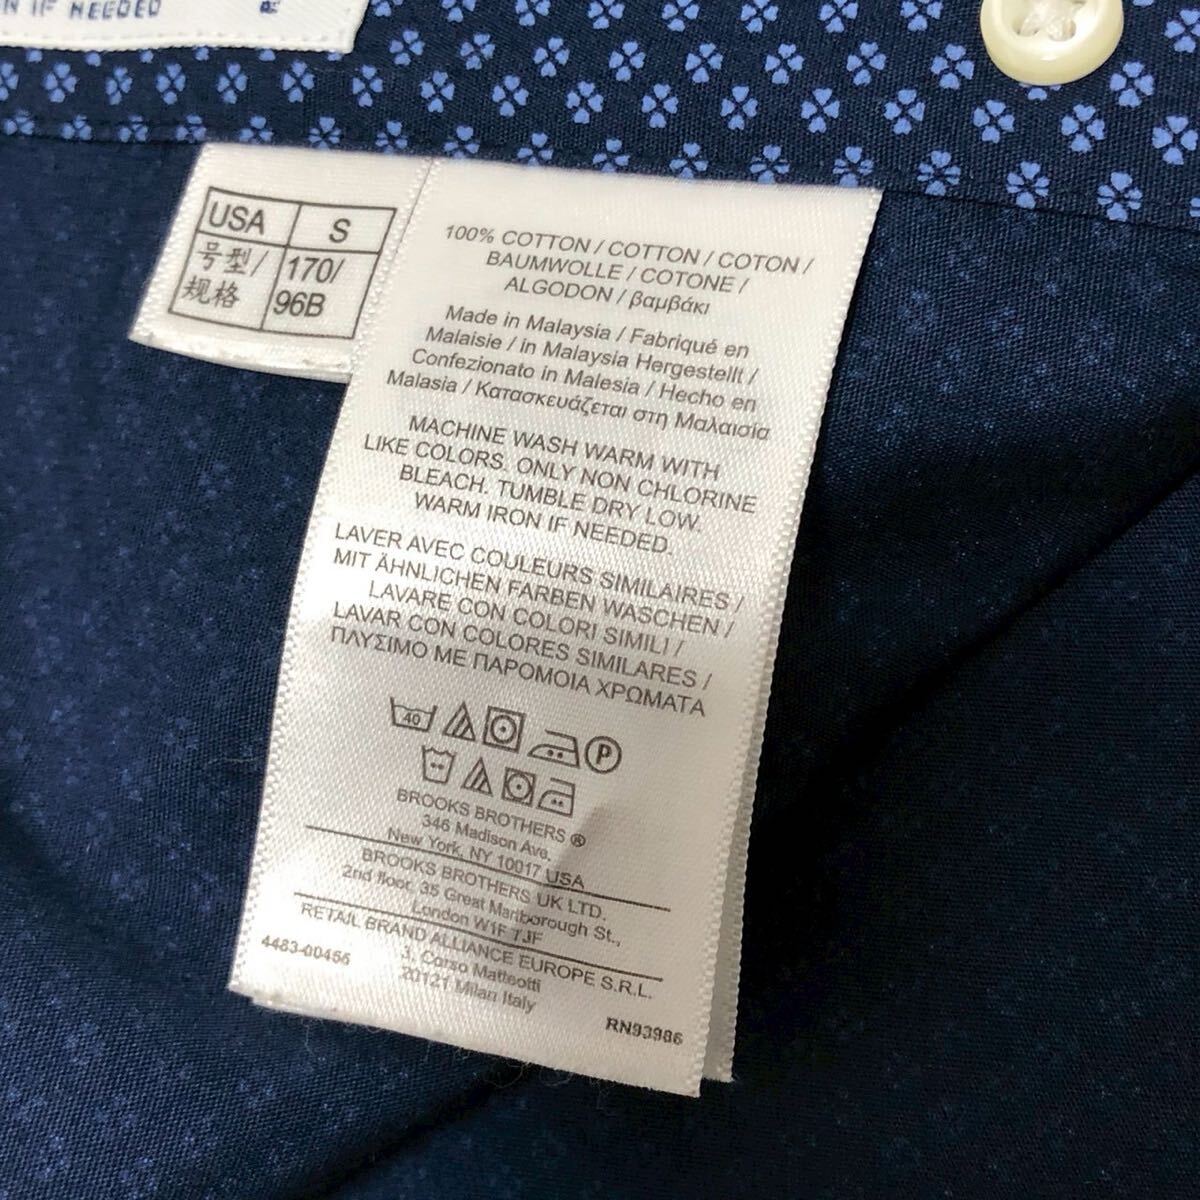 N IF NEEDED
USA S
号型/ 170/
规格 96B
100% COTTON / COTTON / COTON /
BAUMWOLLE / COTONE /
ALGODON / βαμβάκι
Made in Malaysia / Fabriqué en
Malaisie / in Malaysia Hergestellt /
Confezionato in Malesia / Hecho en
Malasia / Κατασκευάζεται στη Μαλαισία
MACHINE WASH WARM WITH
LIKE COLORS. ONLY NON CHLORINE
BLEACH. TUMBLE DRY LOW.
WARM IRON IF NEEDED.
LAVER AVEC COULEURS SIMILAIRES /
MIT ÄHNLICHEN FARBEN WASCHEN /
LAVARE CON COLORI SIMILI /
LAVAR CON COLORES SIMILARES /
ΠΛΥΣΙΜΟ ΜΕ ΠΑΡΟΜΟΙΑ ΧΡΩΜΑΤΑ
40 P
BROOKS BROTHERS ®
346 Madison Ave.
New York, NY 10017 USA
BROOKS BROTHERS UK LTD.
2nd floor, 35 Great Marlborough St.,
London W1F 7JF
RETAIL BRAND ALLIANCE EUROPE S.R.L.
3, Corso Matteotti
20121 Milan Italy
4483-00456
RN93986